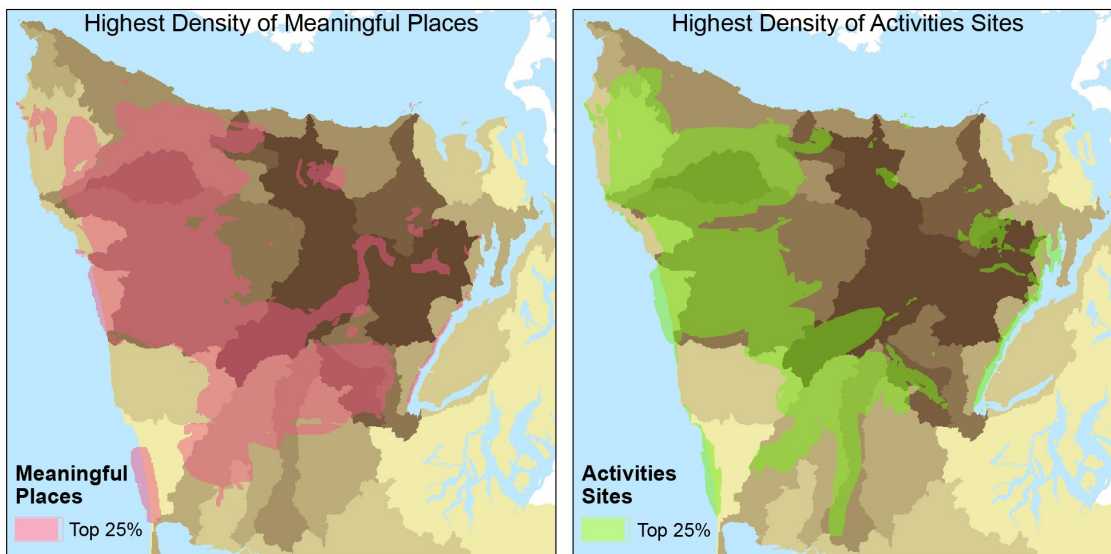 Highest Density of Meaningful Places
Meaningful
Places
Top 25%
Highest Density of Activities Sites
Activities
Sites
Top 25%